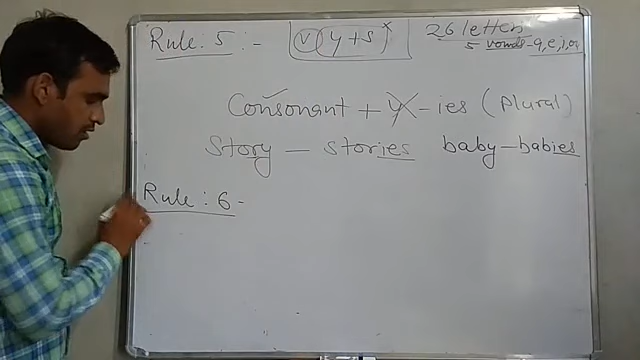 Rule: 5 :- (v) y + s x 26 letters
5 vowels - a, e, i, o, u
Consonant + y - ies (Plural)
Story - stories baby - babies
Rule: 6 -